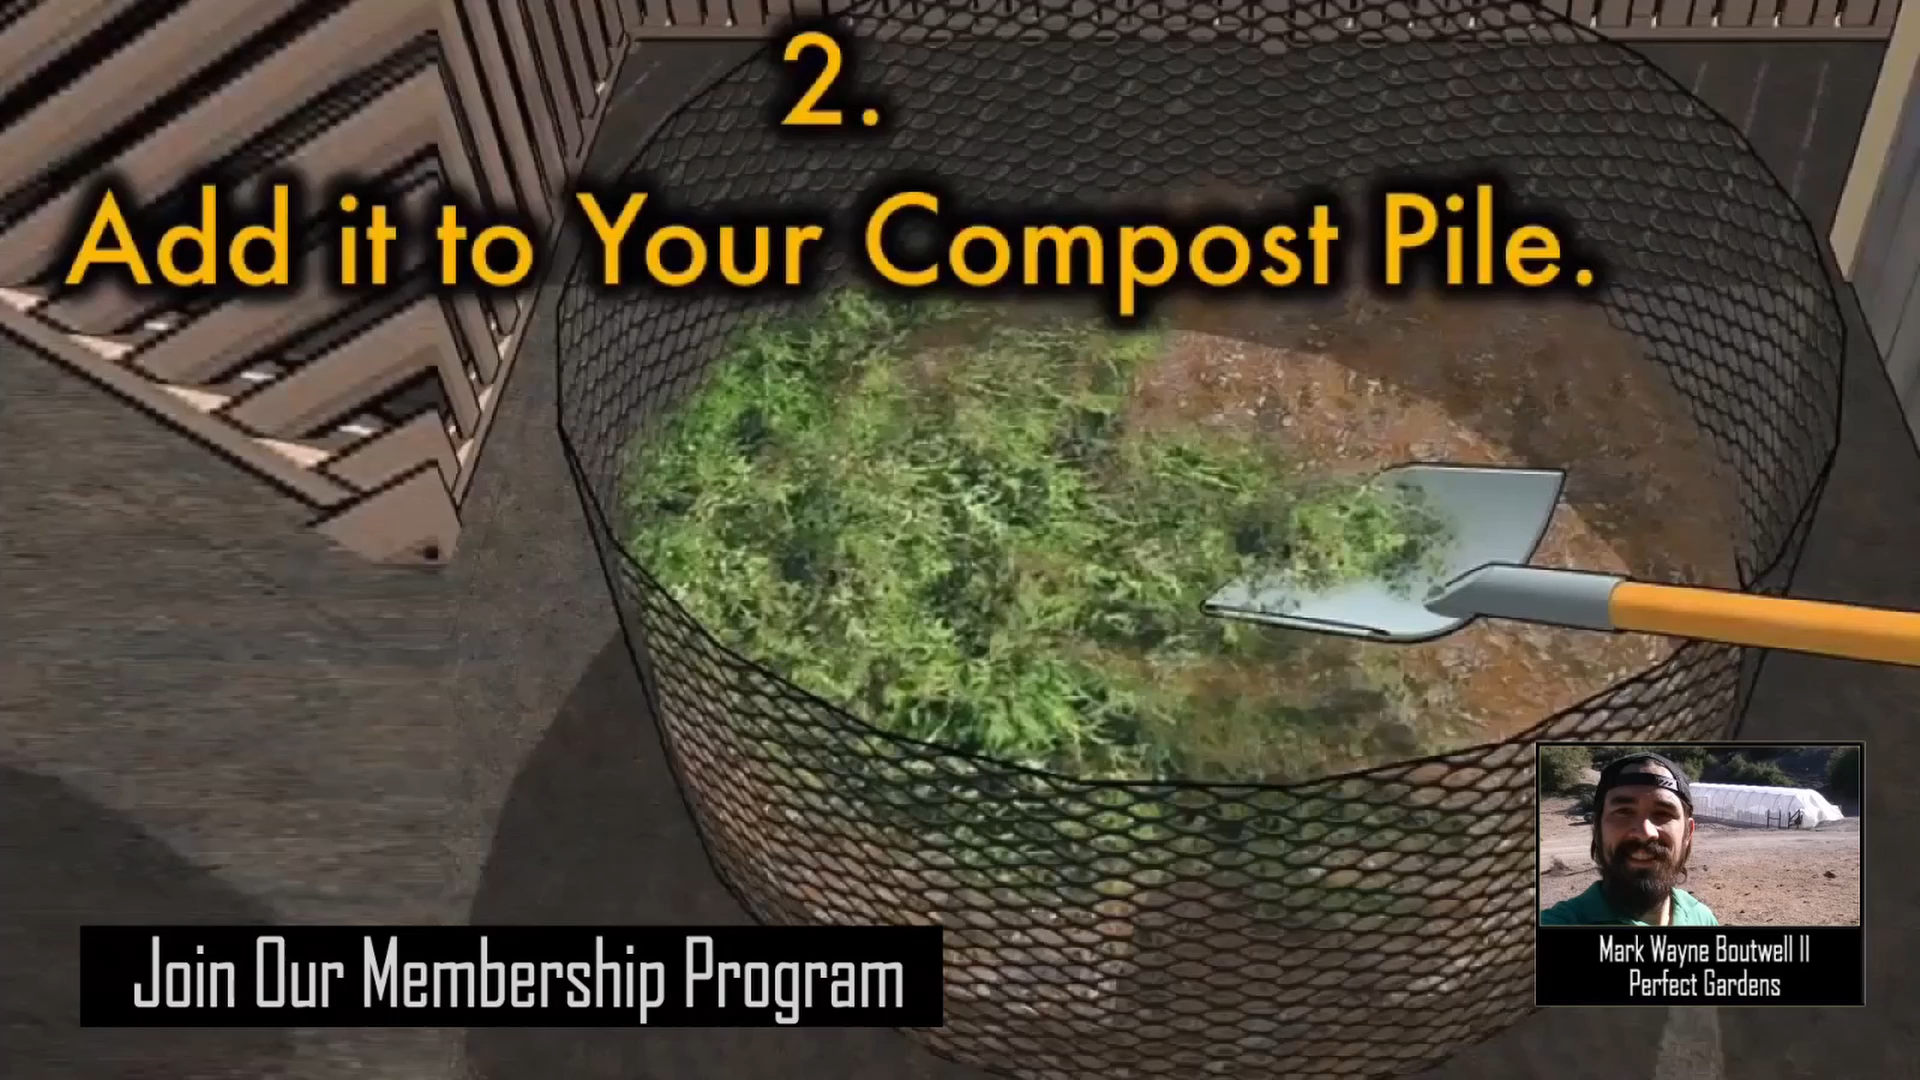 2.
Add it to Your Compost Pile.
Join Our Membership Program
Mark Wayne Boutwell II
Perfect Gardens